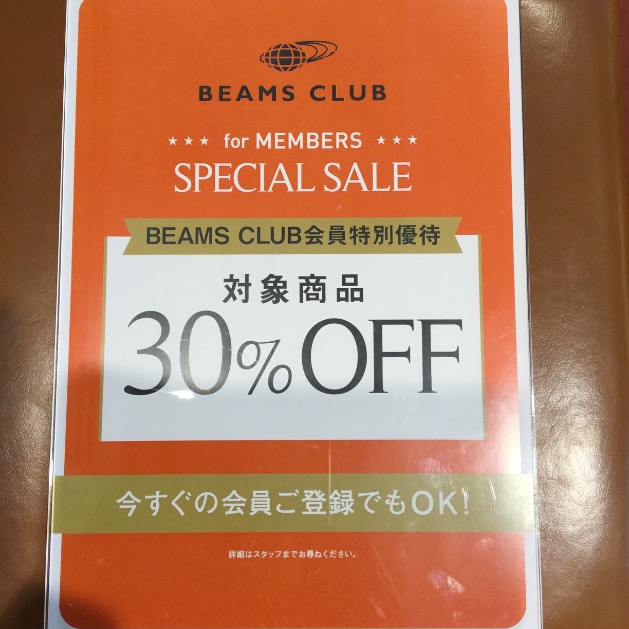 BEAMS CLUB
★★★ for MEMBERS ★★★
SPECIAL SALE
BEAMS CLUB会員特別優待
対象商品
30%OFF
今すぐの会員ご登録でもOK!
詳細はスタッフまでお尋ねください。